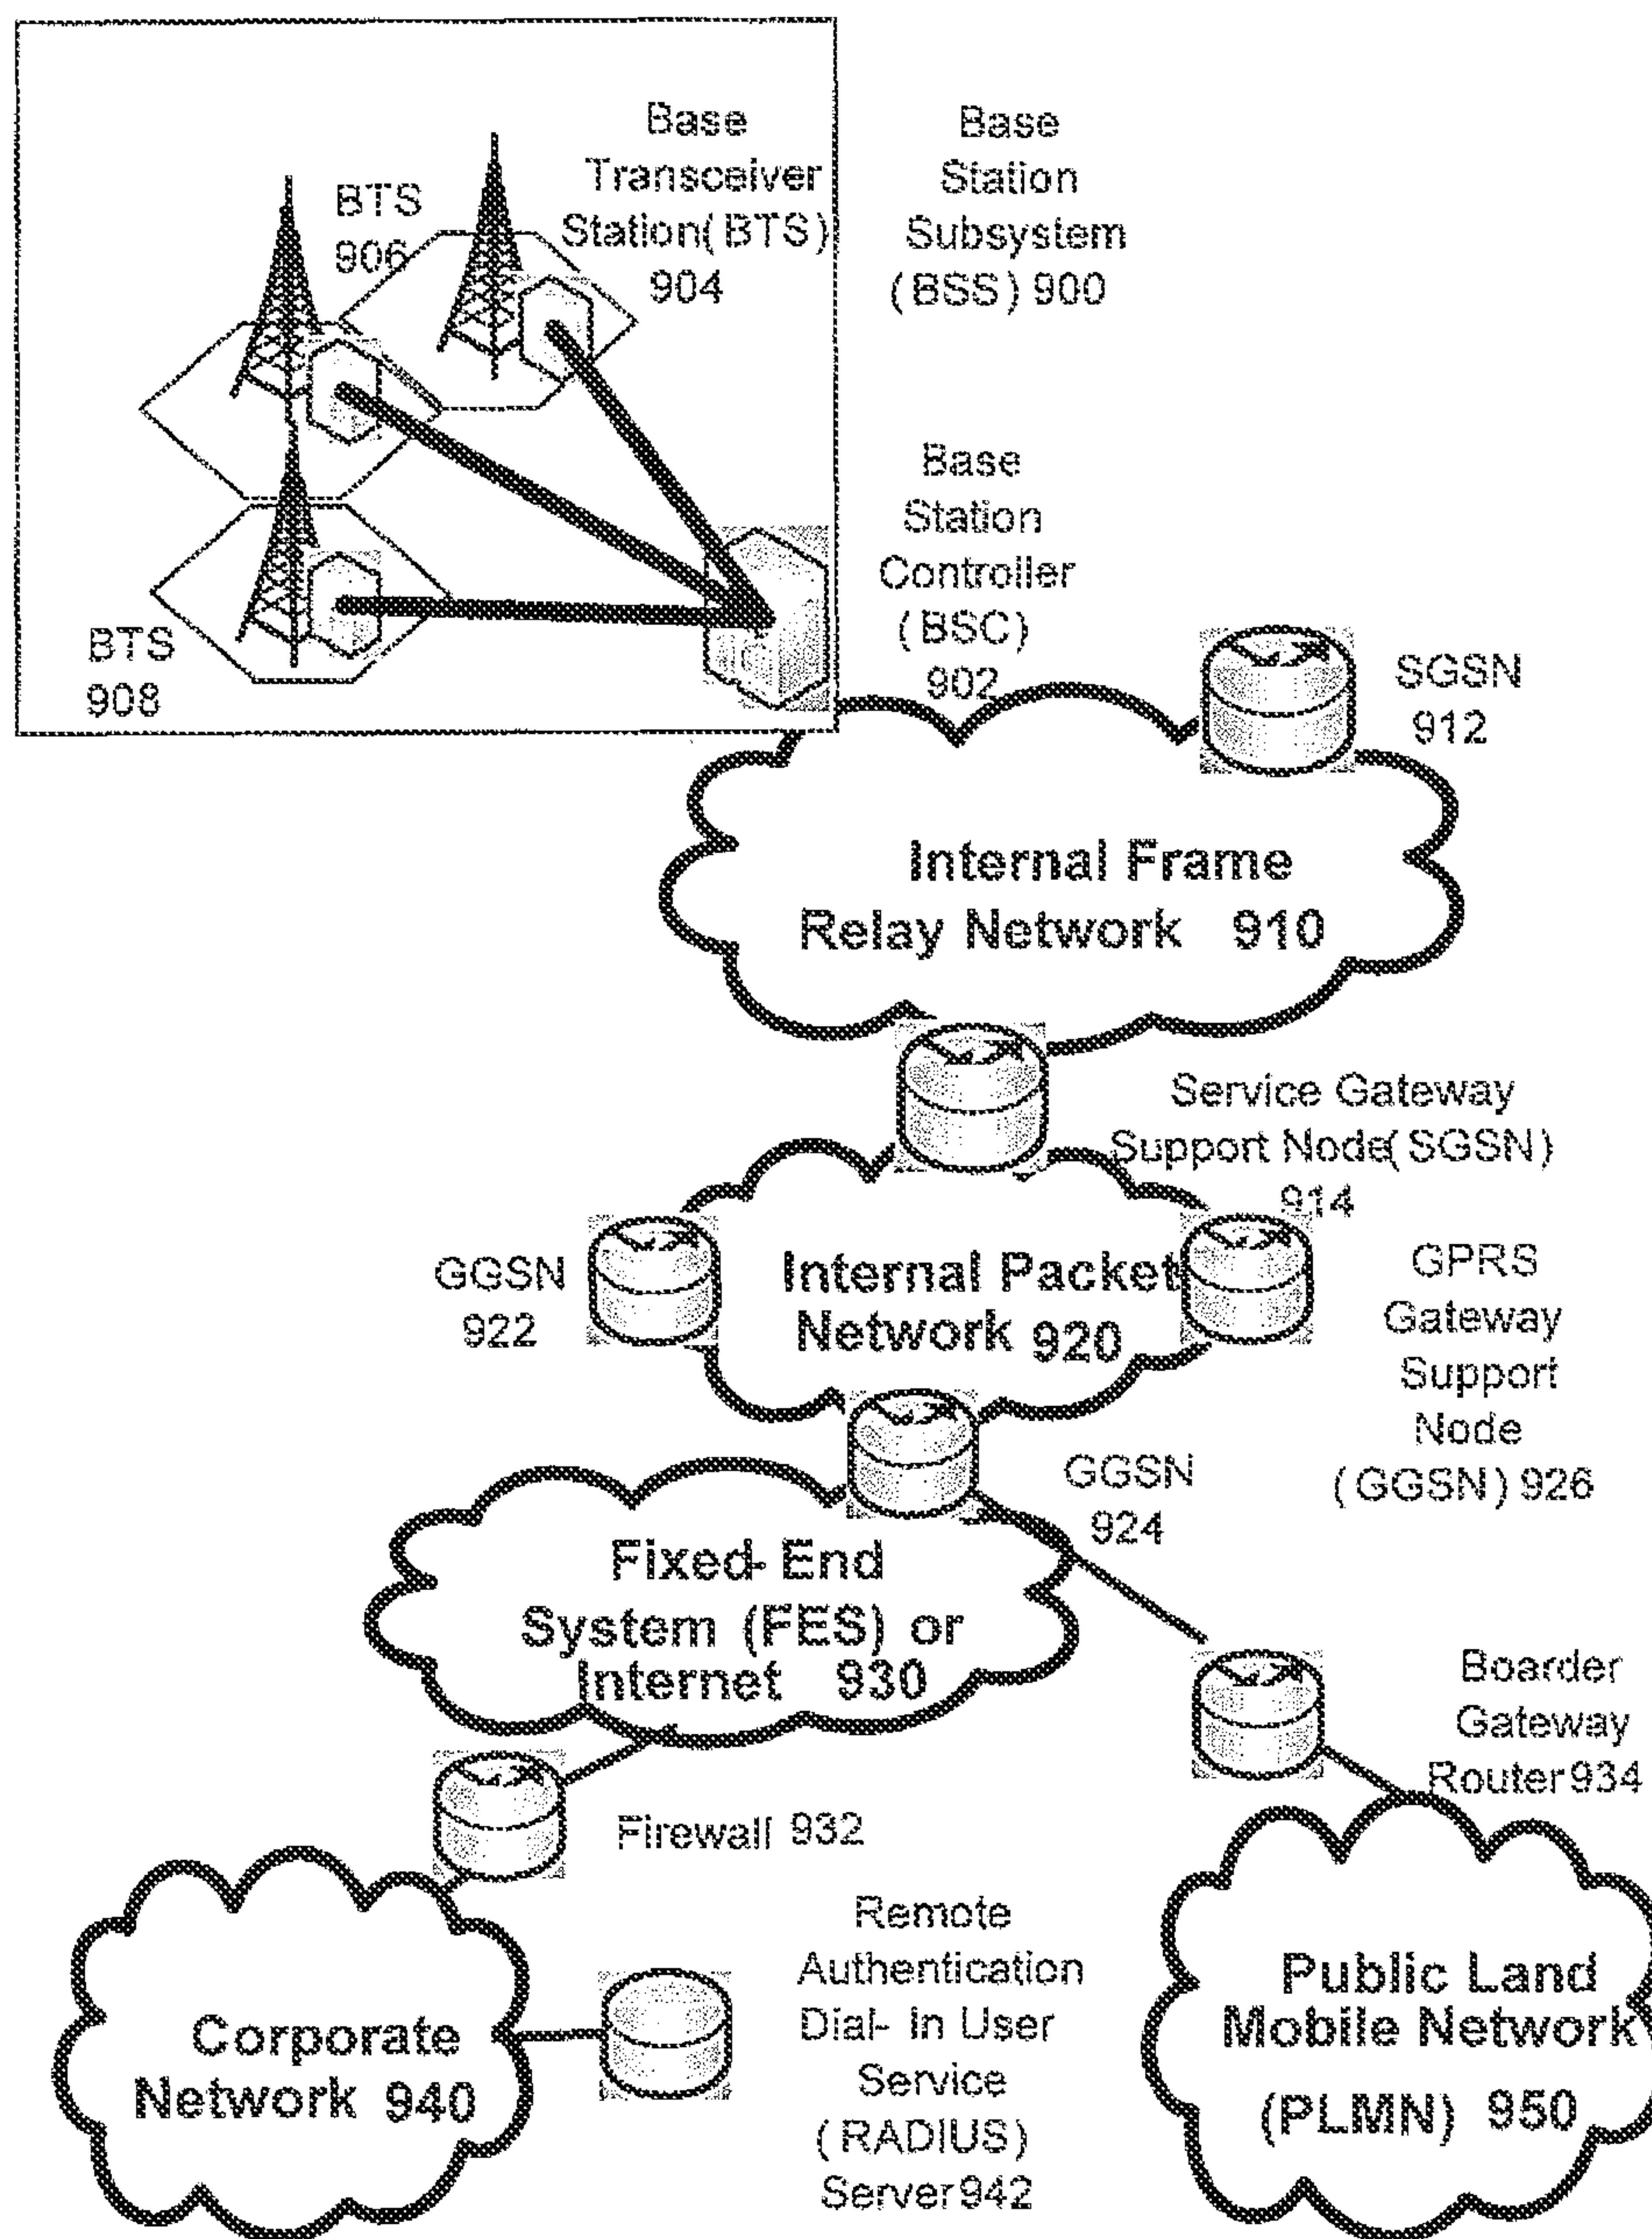 Base
Transceiver
Station(BTS)
904
BTS
906
BTS
908
Base
Station
Subsystem
(BSS) 900
Base
Station
Controller
(BSC)
902
SGSN
912
Internal Frame
Relay Network 910
Service Gateway
Support Node(SGSN)
914
GGSN
922
Internal Packet
Network 920
GPRS
Gateway
Support
Node
(GGSN) 926
GGSN
924
Fixed-End
System (FES) or
Internet 930
Boarder
Gateway
Router 934
Firewall 932
Remote
Authentication
Dial-In User
Service
(RADIUS)
Server 942
Corporate
Network 940
Public Land
Mobile Network
(PLMN) 950